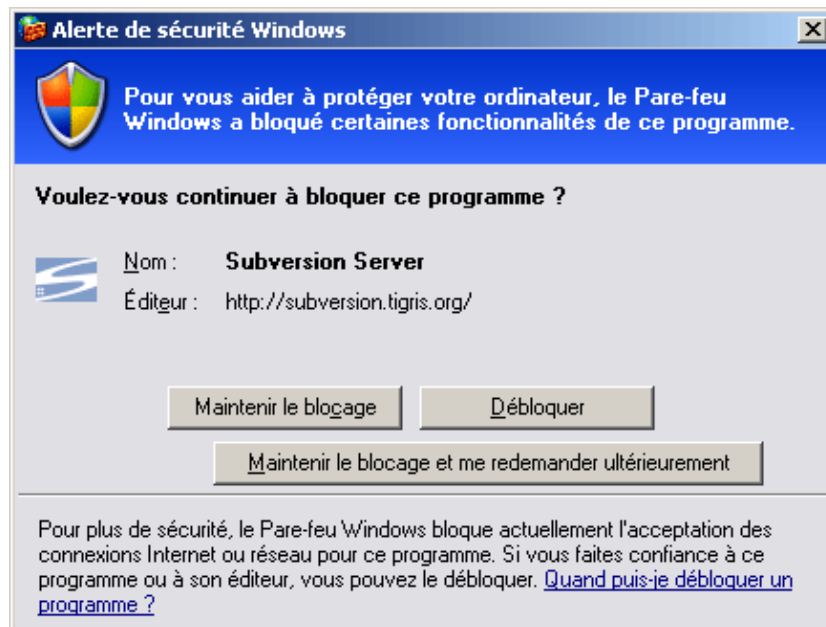 Alerte de sécurité Windows
Pour vous aider à protéger votre ordinateur, le Pare-feu
Windows a bloqué certaines fonctionnalités de ce programme.
Voulez-vous continuer à bloquer ce programme ?
Nom : Subversion Server
Éditeur : http://subversion.tigris.org/
Maintenir le blocage Débloquer
Maintenir le blocage et me redemander ultérieurement
Pour plus de sécurité, le Pare-feu Windows bloque actuellement l'acceptation des
connexions Internet ou réseau pour ce programme. Si vous faites confiance à ce
programme ou à son éditeur, vous pouvez le débloquer. Quand puis-je débloquer un
programme ?